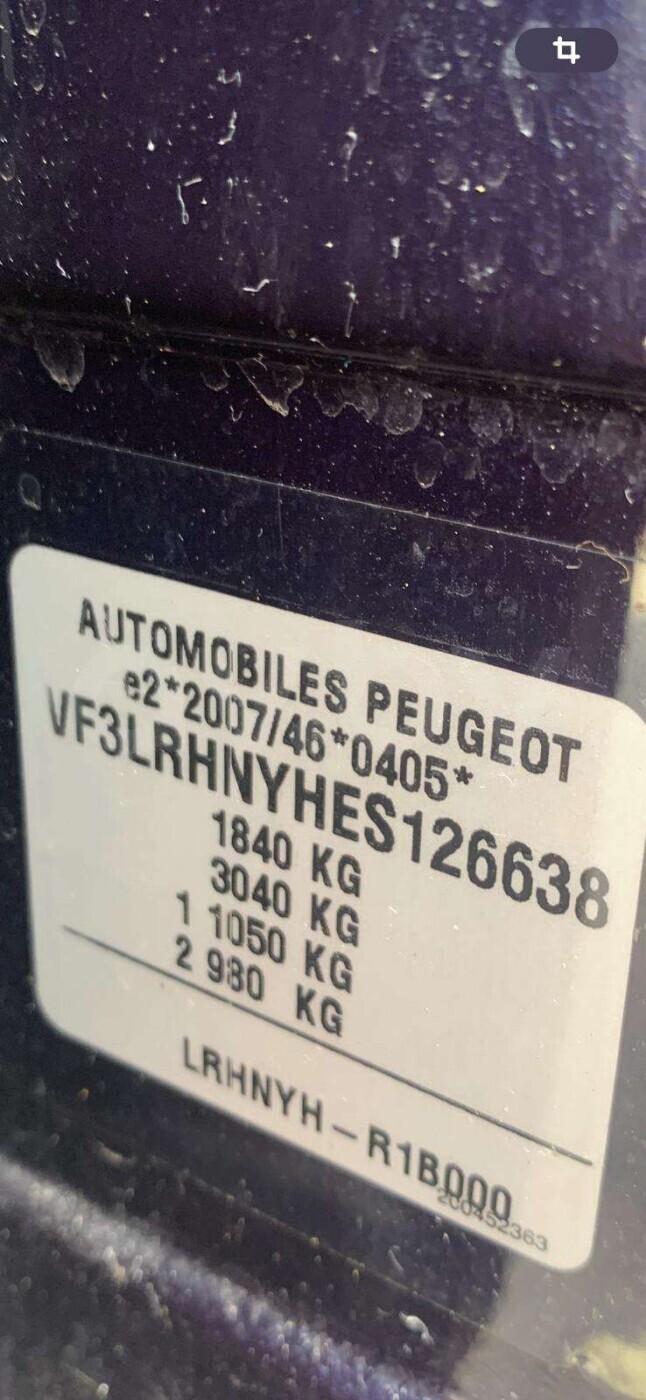 AUTOMOBILES PEUGEOT
e2*2007/46*0405*
VF3LRHNYHES126638
1840 KG
3040 KG
1 1050 KG
2 980 KG
LRHNYH – R1B000
200452363